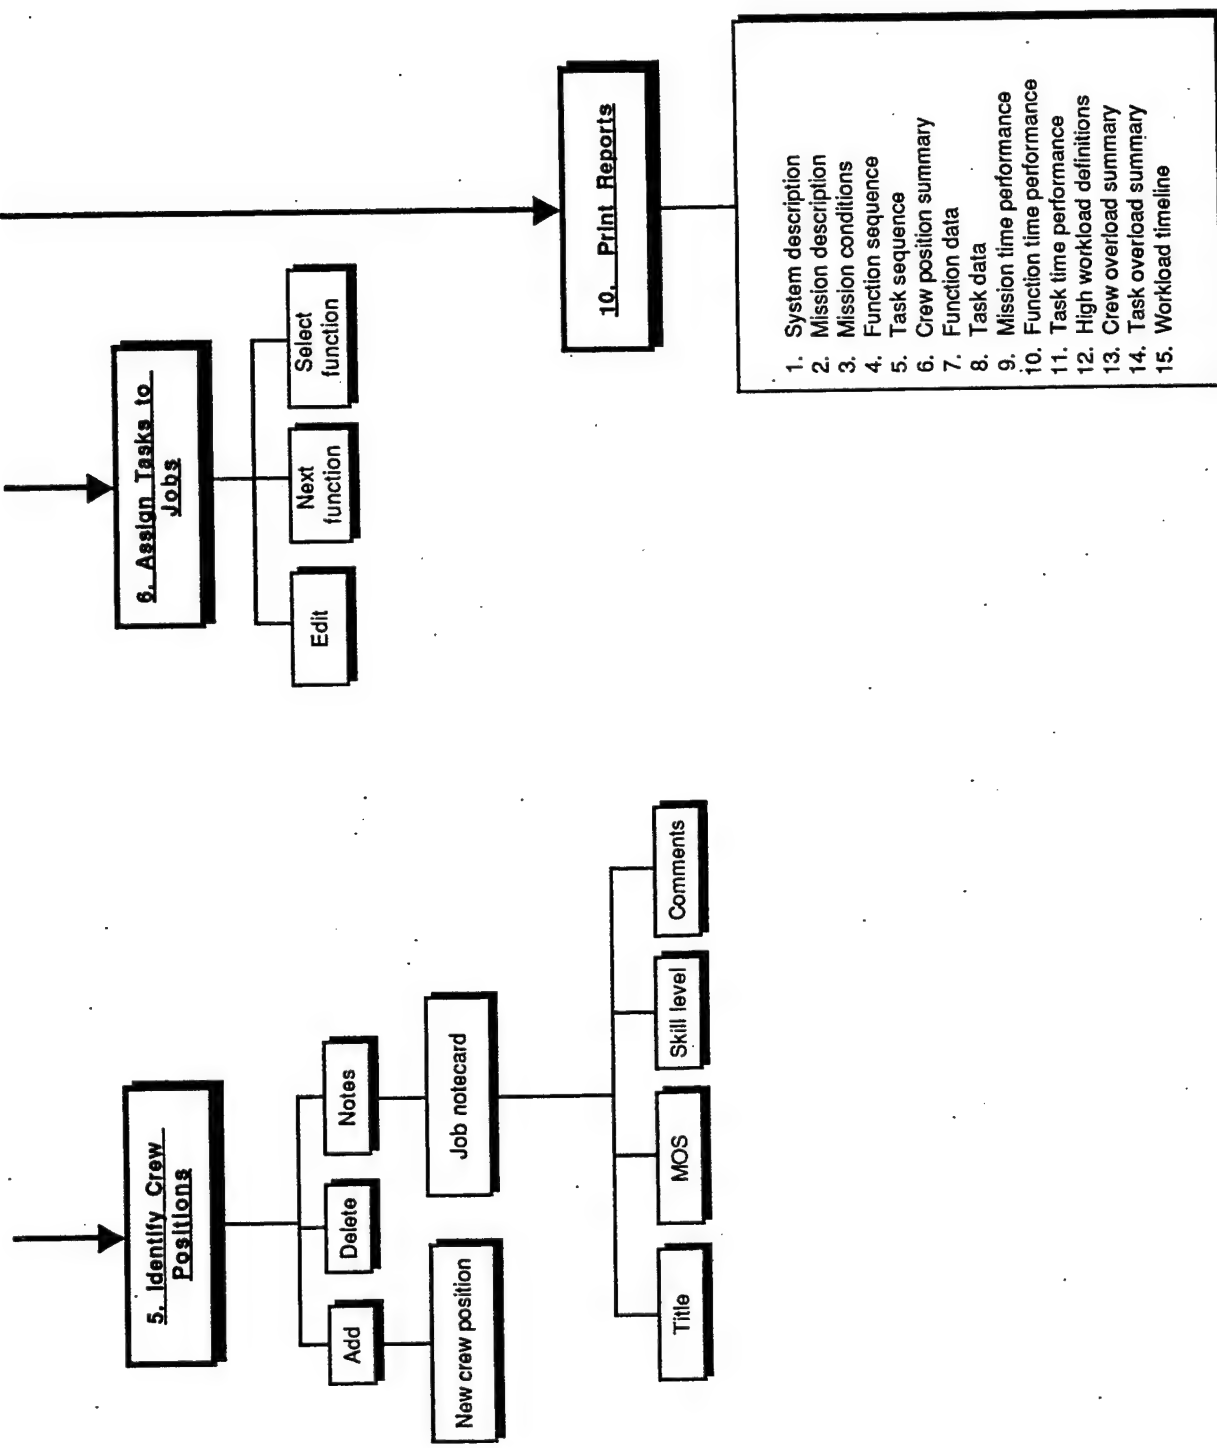 5. Identify Crew
Positions
Add
Delete
Notes
New crew position
Job notecard
Title
MOS
Skill level
Comments
6. Assign Tasks to
Jobs
Edit
Next
function
Select
function
10. Print Reports
1. System description
2. Mission description
3. Mission conditions
4. Function sequence
5. Task sequence
6. Crew position summary
7. Function data
8. Task data
9. Mission time performance
10. Function time performance
11. Task time performance
12. High workload definitions
13. Crew overload summary
14. Task overload summary
15. Workload timeline